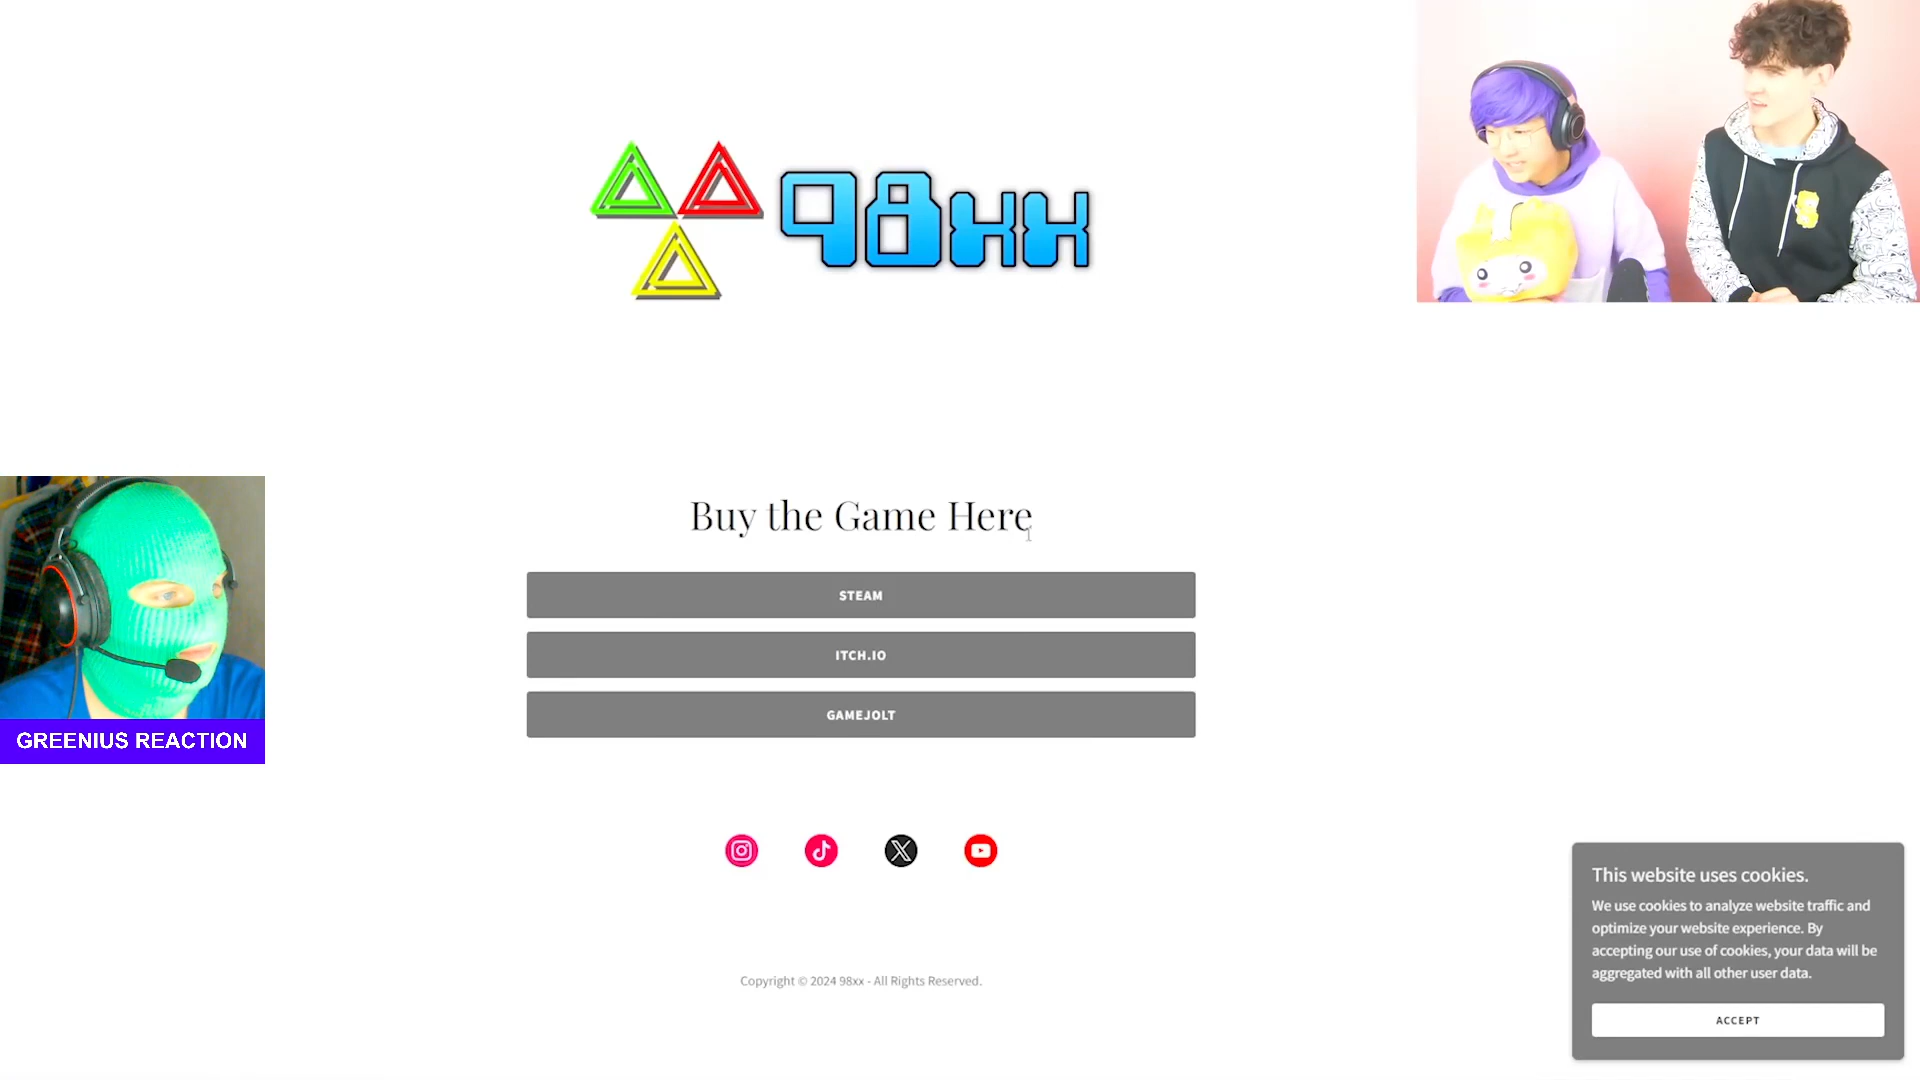 98xx
Buy the Game Here
STEAM
ITCH.IO
GAMEJOLT
GREENIUS REACTION
Copyright © 2024 98xx - All Rights Reserved.
This website uses cookies.
We use cookies to analyze website traffic and
optimize your website experience. By
accepting our use of cookies, your data will be
aggregated with all other user data.
ACCEPT